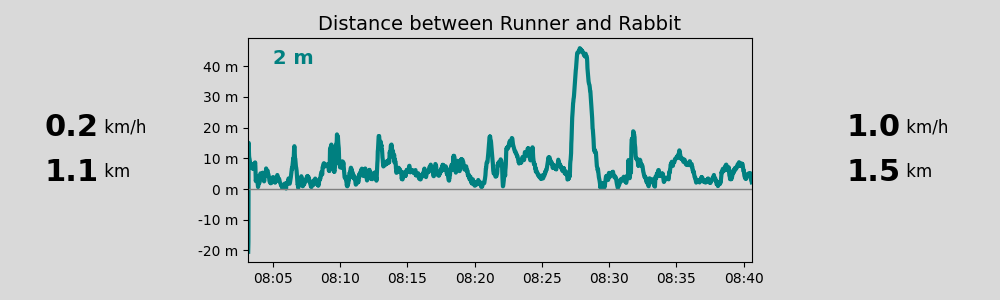 Distance between Runner and Rabbit
2 m
40 m
30 m
20 m
10 m
0 m
-10 m
-20 m
08:05 08:10 08:15 08:20 08:25 08:30 08:35 08:40
0.2 km/h
1.1 km
1.0 km/h
1.5 km